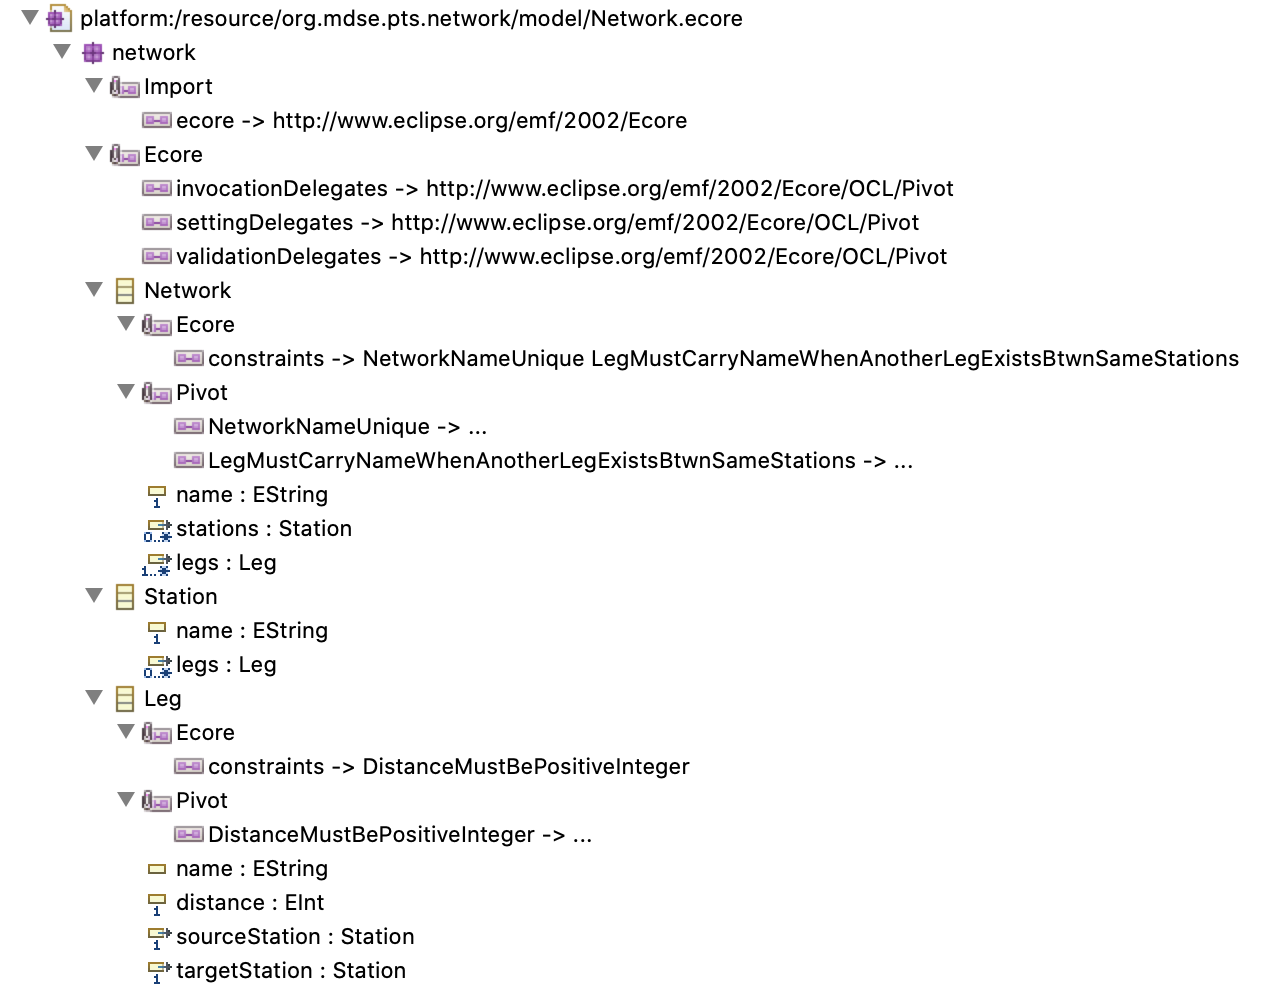 platform:/resource/org.mdse.pts.network/model/Network.ecore
network
Import
ecore -> http://www.eclipse.org/emf/2002/Ecore
Ecore
invocationDelegates -> http://www.eclipse.org/emf/2002/Ecore/OCL/Pivot
settingDelegates -> http://www.eclipse.org/emf/2002/Ecore/OCL/Pivot
validationDelegates -> http://www.eclipse.org/emf/2002/Ecore/OCL/Pivot
Network
Ecore
constraints -> NetworkNameUnique LegMustCarryNameWhenAnotherLegExistsBtwnSameStations
Pivot
NetworkNameUnique -> ...
LegMustCarryNameWhenAnotherLegExistsBtwnSameStations -> ...
1 name : EString
0..* stations : Station
1..* legs : Leg
Station
1 name : EString
0..* legs : Leg
Leg
Ecore
constraints -> DistanceMustBePositiveInteger
Pivot
DistanceMustBePositiveInteger -> ...
name : EString
1 distance : EInt
1 sourceStation : Station
1 targetStation : Station